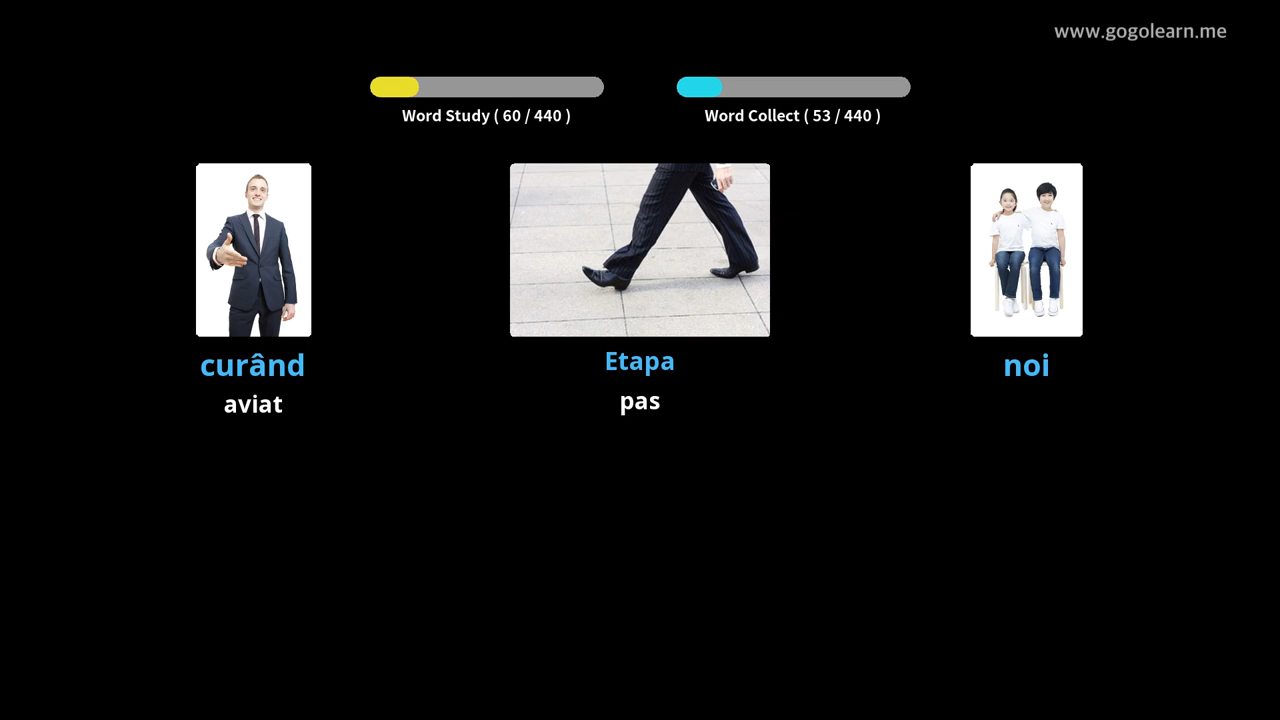 www.gogolearn.me
Word Study ( 60 / 440 )
Word Collect ( 53 / 440 )
curând
aviat
Etapa
pas
noi